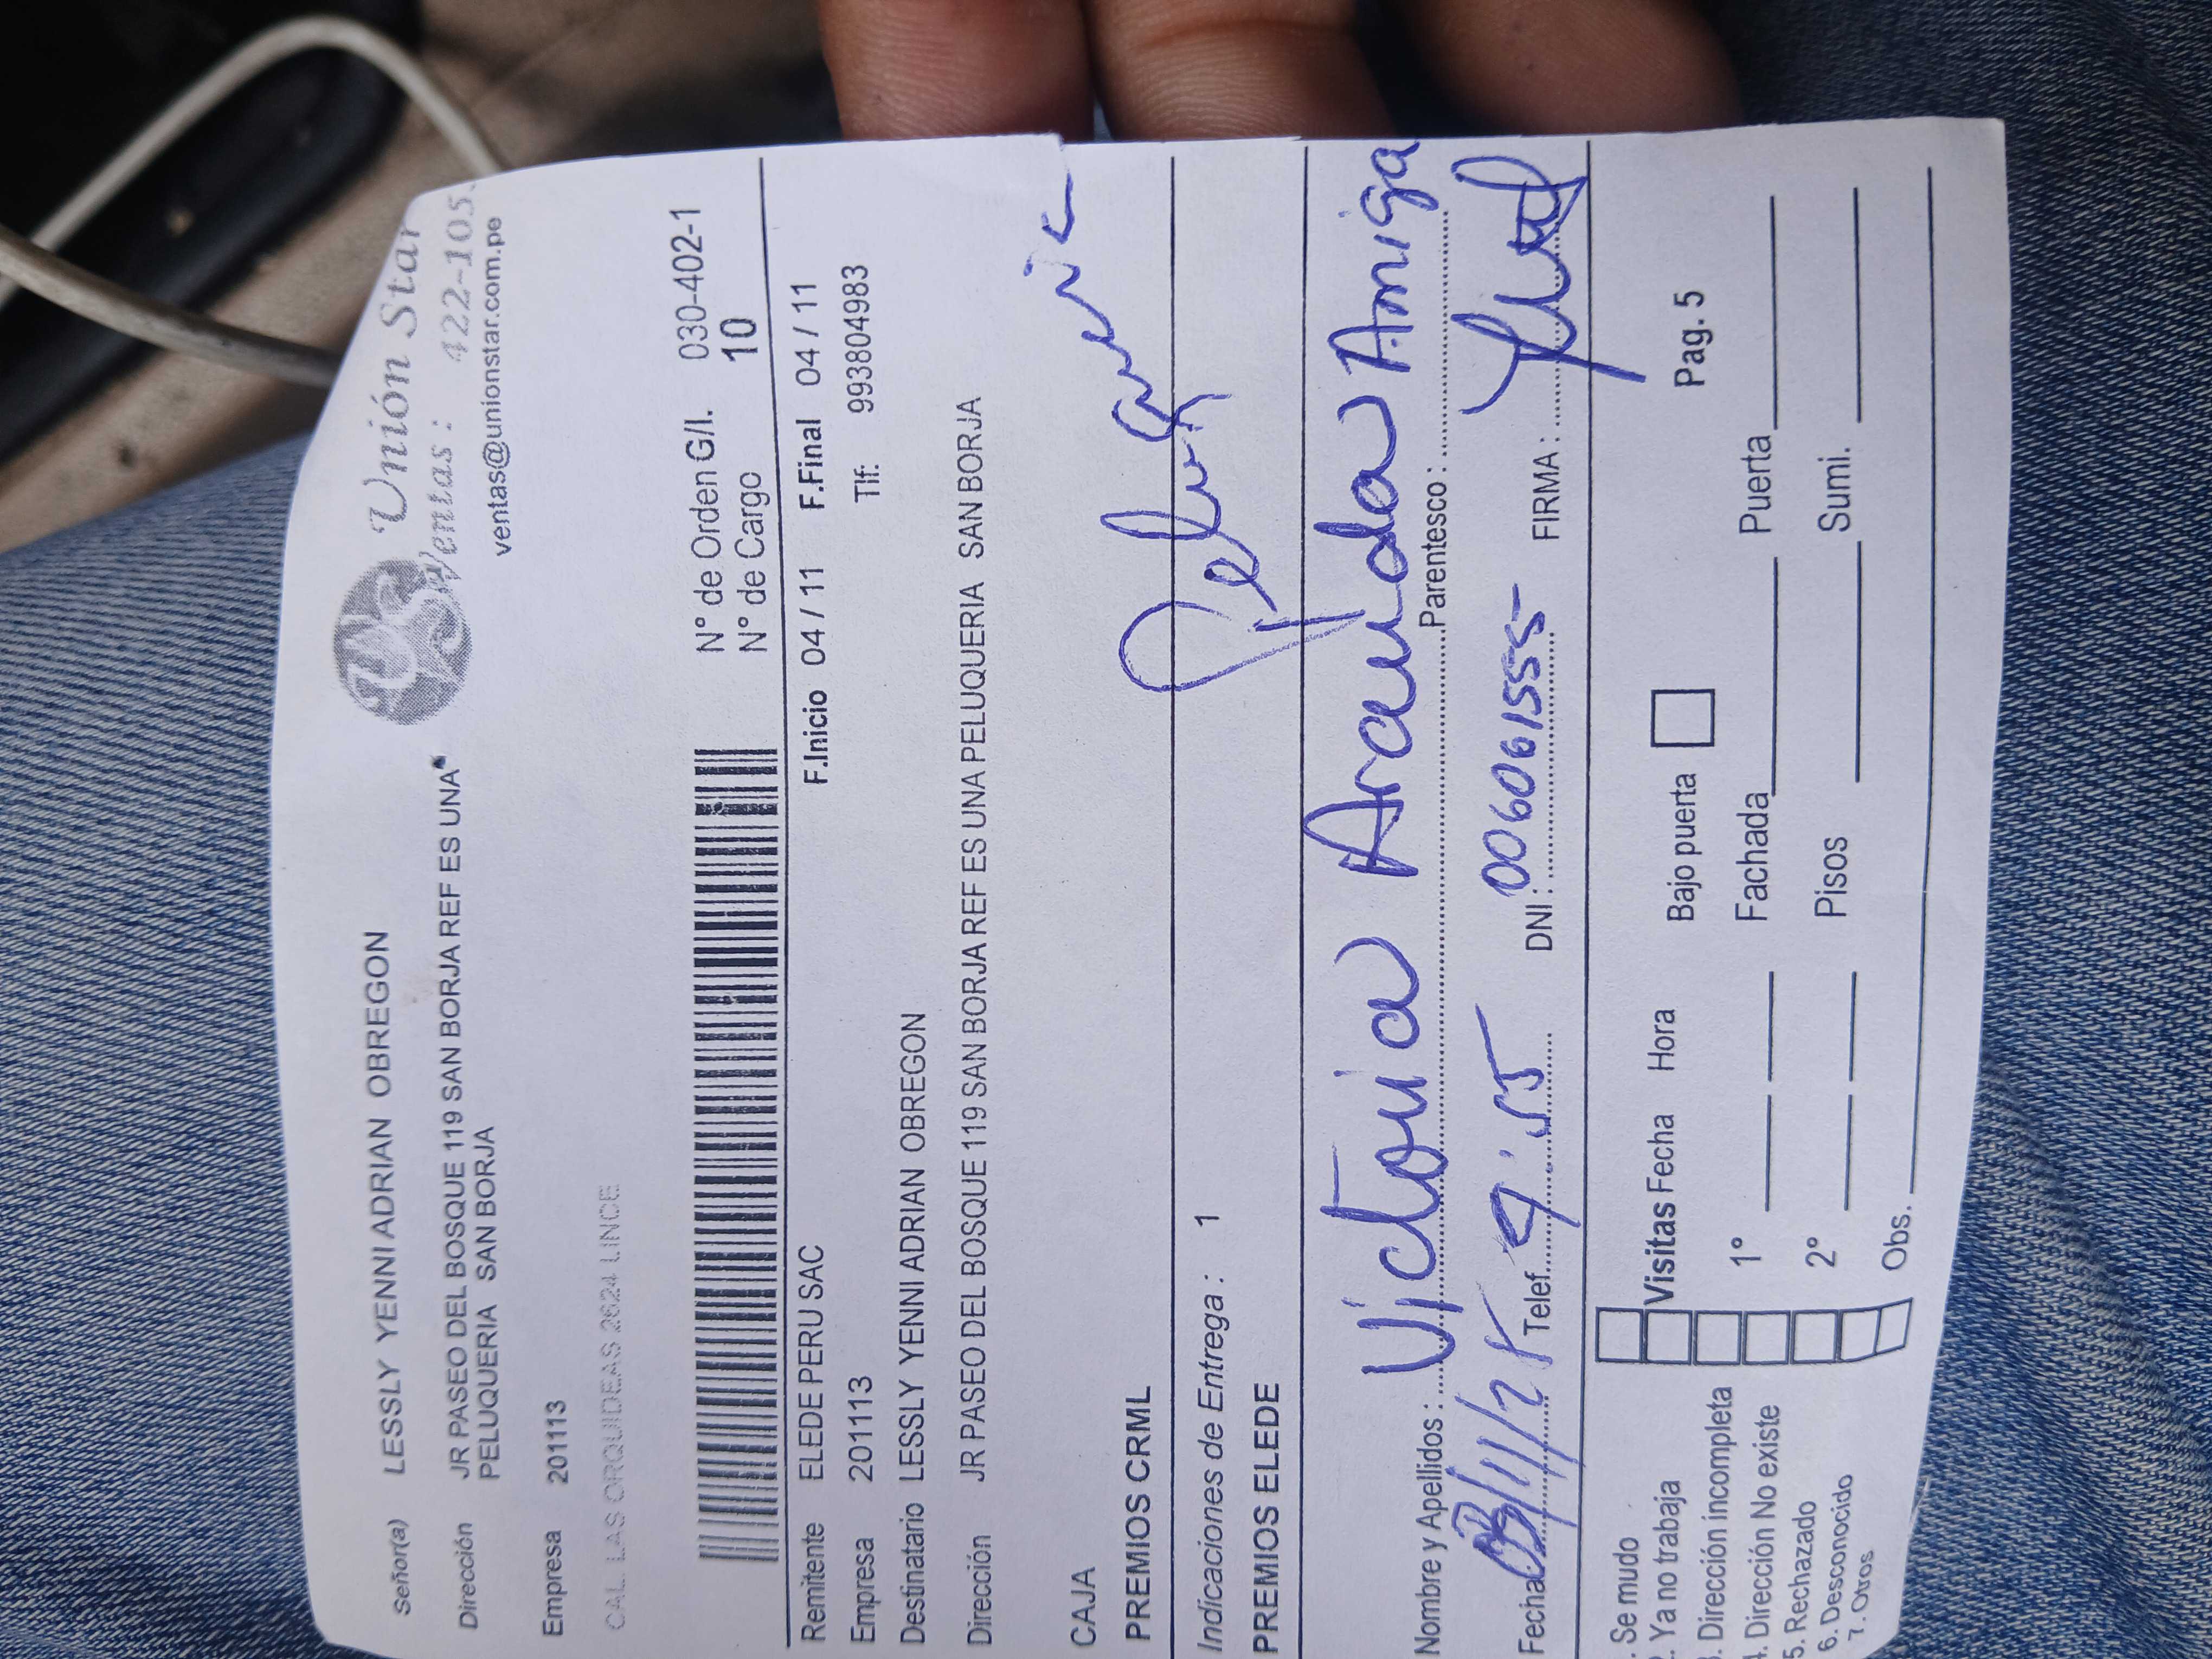 Señor(a) LESSLY YENNI ADRIAN OBREGON
Unión Star
Ventas : 422-105
ventas@unionstar.com.pe
Dirección JR PASEO DEL BOSQUE 119 SAN BORJA REF ES UNA
PELUQUERIA SAN BORJA
Empresa 201113
CAL. LAS ORQUIDEAS 2624 LINCE
N° de Orden G/I. 030-402-1
N° de Cargo 10
Remitente ELEDE PERU SAC F.Inicio 04 / 11 F.Final 04 / 11
Empresa 201113 Tlf: 993804983
Destinatario LESSLY YENNI ADRIAN OBREGON
Dirección JR PASEO DEL BOSQUE 119 SAN BORJA REF ES UNA PELUQUERIA SAN BORJA
CAJA
PREMIOS CRML
Indicaciones de Entrega : 1
PREMIOS ELEDE
Nombre y Apellidos : Victoria Aranda Parentesco : Amiga
Fecha Telef. 9:55 DNI : 006061555 FIRMA :
. Se mudo
2. Ya no trabaja
3. Dirección incompleta
4. Dirección No existe
5. Rechazado
6. Desconocido
7. Otros
Visitas Fecha Hora Bajo puerta Pag. 5
1° Fachada Puerta
2° Pisos Sumi.
Obs.